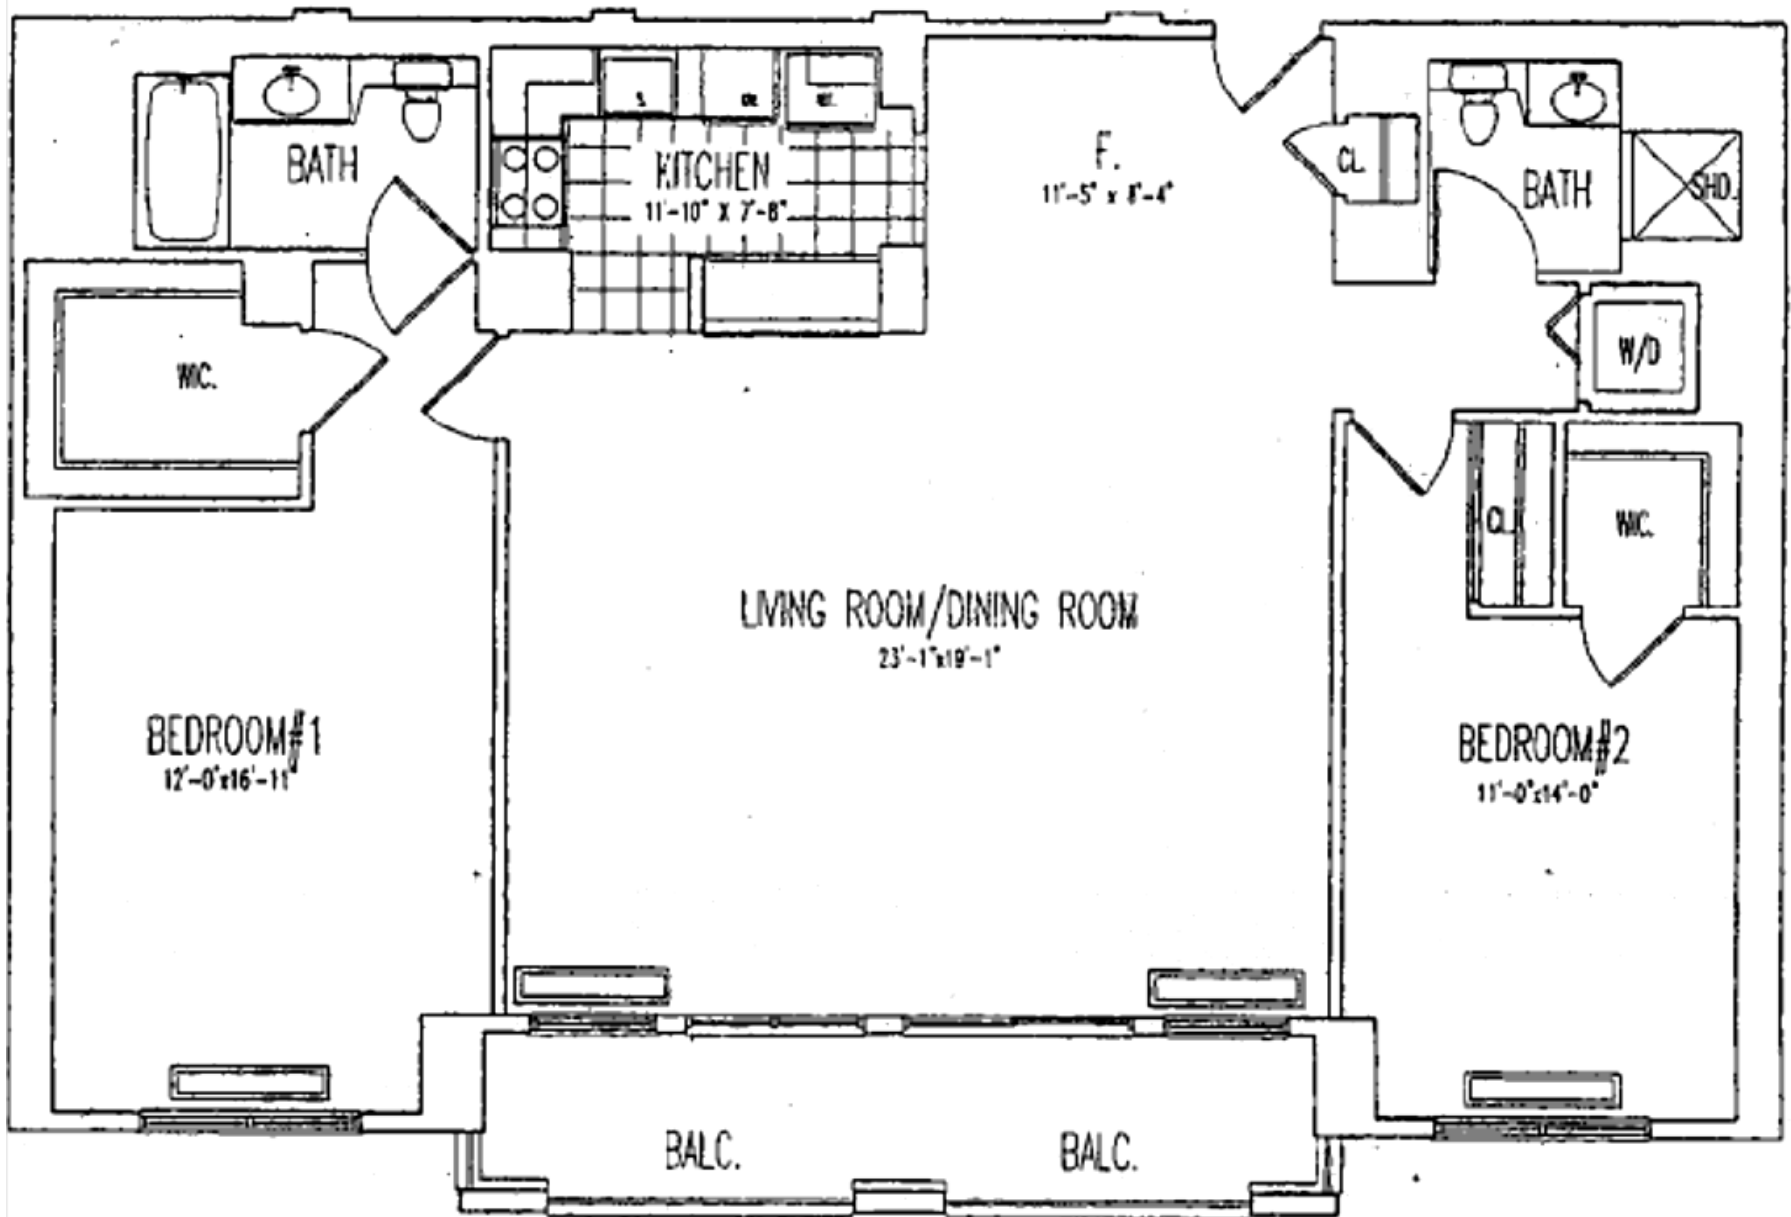 BATH
KITCHEN
11'-10" X 7'-8"
F.
11'-5" x 8'-4"
CL
BATH
SHO.
WIC.
W/D
CL
WIC.
LIVING ROOM/DINING ROOM
23'-1"x19'-1"
BEDROOM#1
12'-0"x16'-11"
BEDROOM#2
11'-0"x14'-0"
BALC.
BALC.